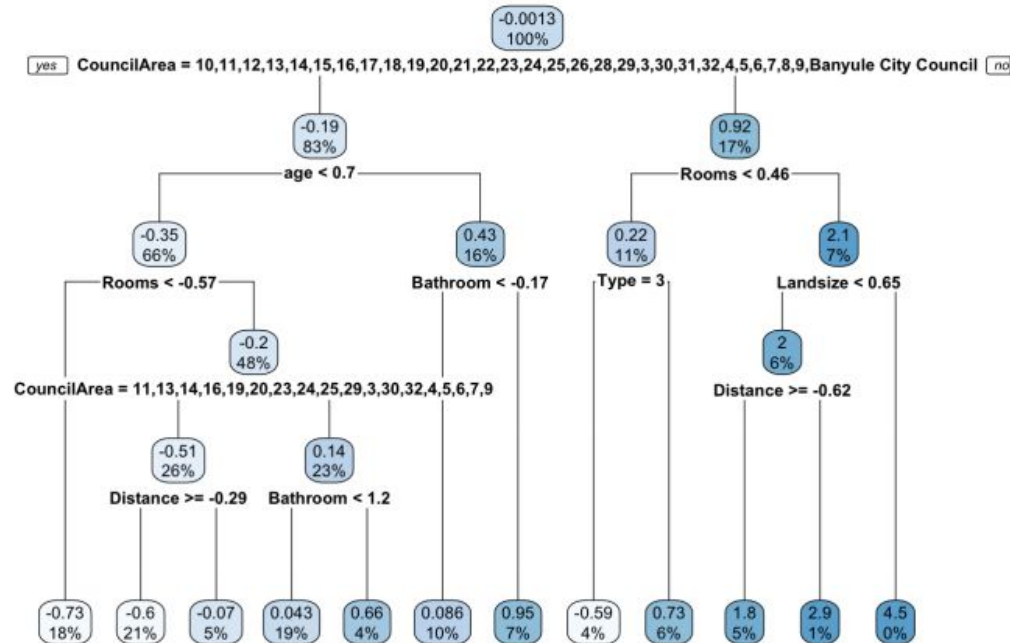 -0.0013
100%
yes CouncilArea = 10,11,12,13,14,15,16,17,18,19,20,21,22,23,24,25,26,28,29,3,30,31,32,4,5,6,7,8,9,Banyule City Council no
-0.19 0.92
83% 17%
age < 0.7 Rooms < 0.46
-0.35 0.43 0.22 2.1
66% 16% 11% 7%
Rooms < -0.57 Bathroom < -0.17 Type = 3 Landsize < 0.65
-0.2 2
48% 6%
CouncilArea = 11,13,14,16,19,20,23,24,25,29,3,30,32,4,5,6,7,9 Distance >= -0.62
-0.51 0.14
26% 23%
Distance >= -0.29 Bathroom < 1.2
-0.73 -0.6 -0.07 0.043 0.66 0.086 0.95 -0.59 0.73 1.8 2.9 4.5
18% 21% 5% 19% 4% 10% 7% 4% 6% 5% 1% 0%